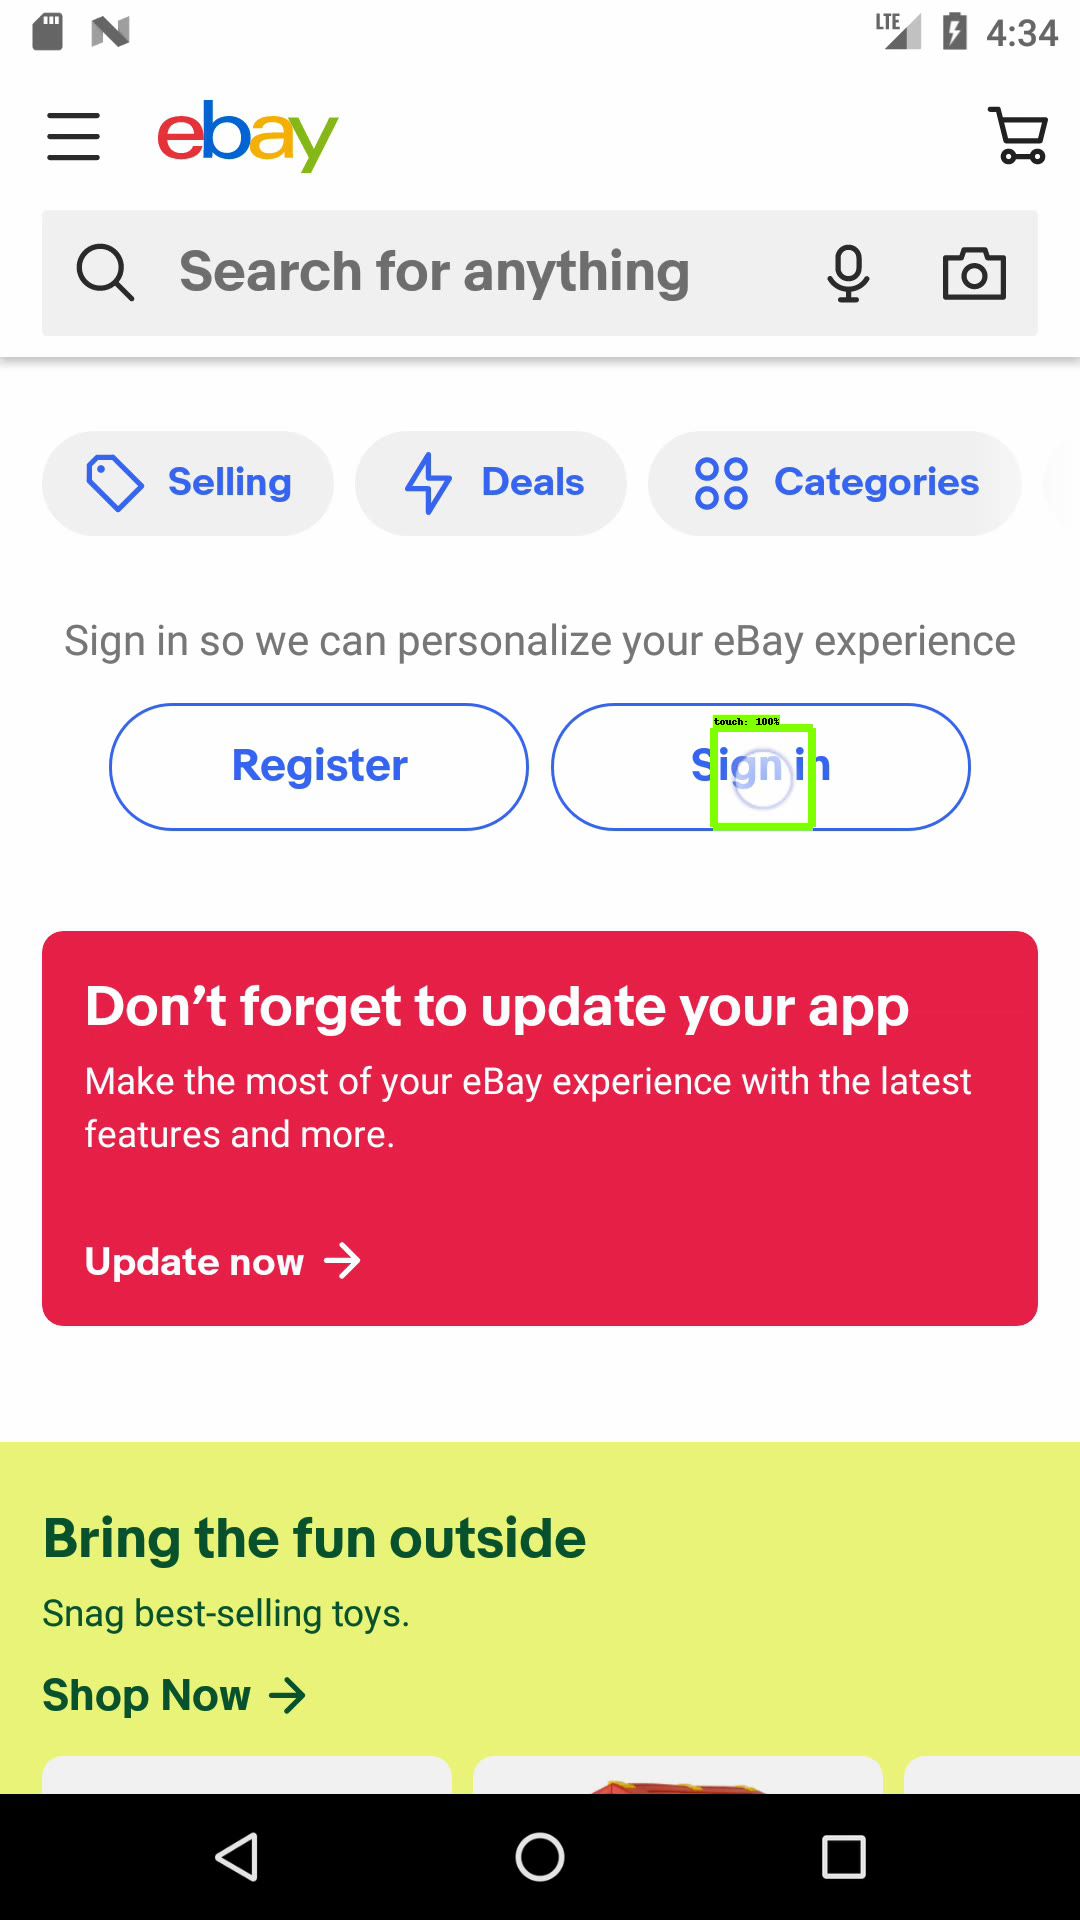 LTE 4:34
ebay
Search for anything
Selling Deals Categories
Sign in so we can personalize your eBay experience
touch: 100%
Register Sign in
Don’t forget to update your app
Make the most of your eBay experience with the latest
features and more.
Update now
Bring the fun outside
Snag best-selling toys.
Shop Now